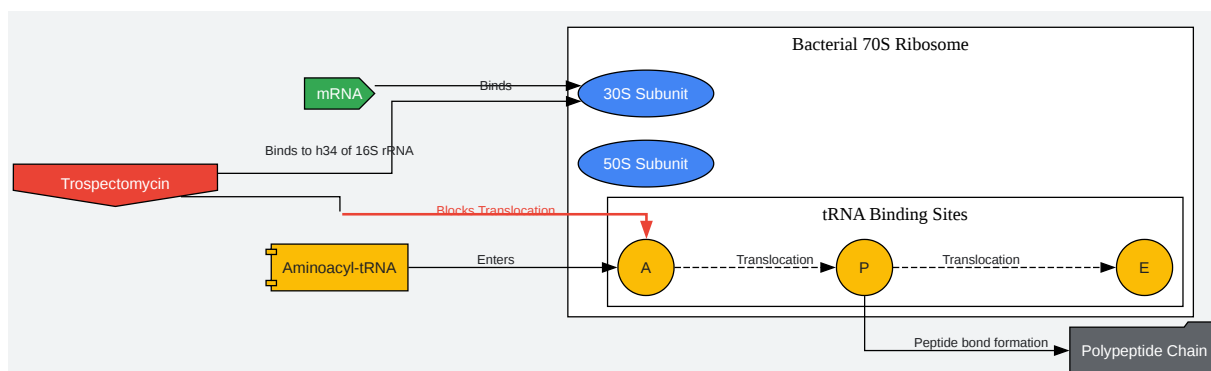 Bacterial 70S Ribosome
mRNA
Binds
30S Subunit
Binds to h34 of 16S rRNA
50S Subunit
Trospectomycin
Blocks Translocation
tRNA Binding Sites
Aminoacyl-tRNA
Enters
A
Translocation
P
Translocation
E
Peptide bond formation
Polypeptide Chain